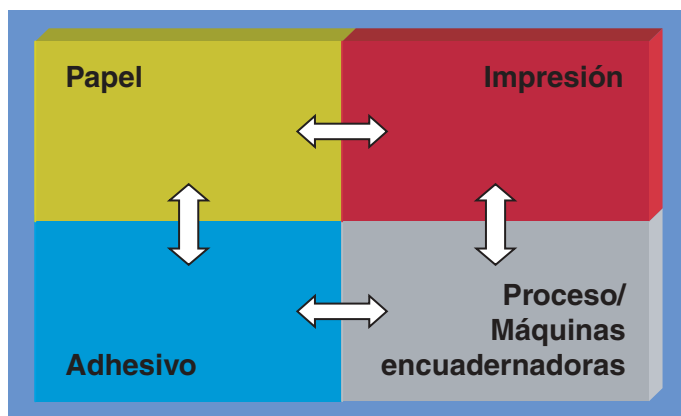 Papel
Impresión
Adhesivo
Proceso/
Máquinas
encuadernadoras